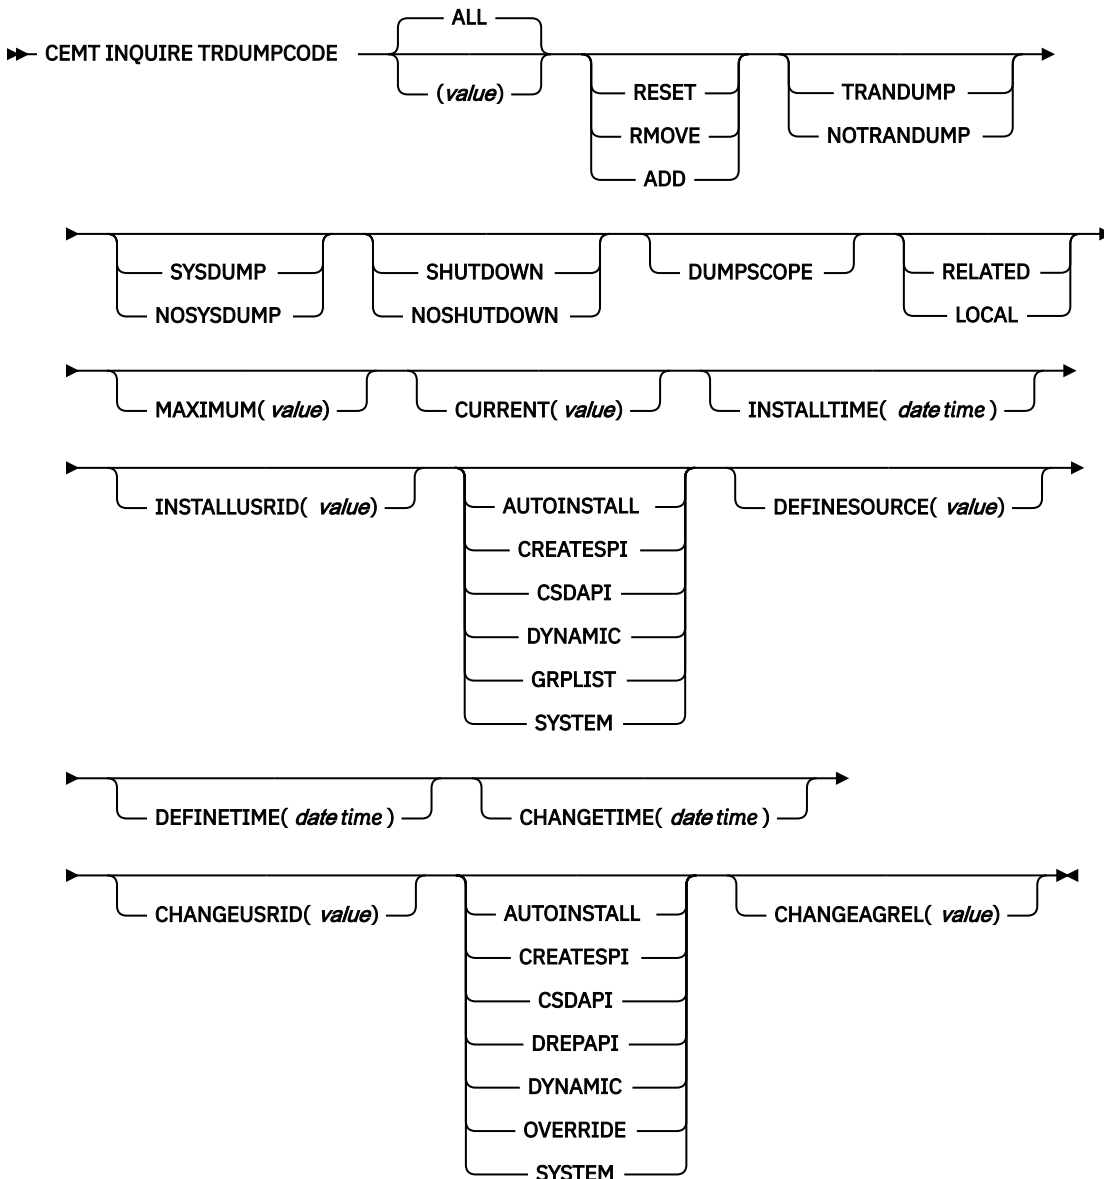 ALL
CEMT INQUIRE TRDUMPCODE
(value)
RESET
RMOVE
ADD
TRANDUMP
NOTRANDUMP
SYSDUMP
NOSYSDUMP
SHUTDOWN
NOSHUTDOWN
DUMPSCOPE
RELATED
LOCAL
MAXIMUM( value)
CURRENT( value)
INSTALLTIME( date time )
INSTALLUSRID( value)
AUTOINSTALL
CREATESPI
CSDAPI
DYNAMIC
GRPLIST
SYSTEM
DEFINESOURCE( value)
DEFINETIME( date time )
CHANGETIME( date time )
CHANGEUSRID( value)
AUTOINSTALL
CREATESPI
CSDAPI
DREPAPI
DYNAMIC
OVERRIDE
SYSTEM
CHANGEAGREL( value)